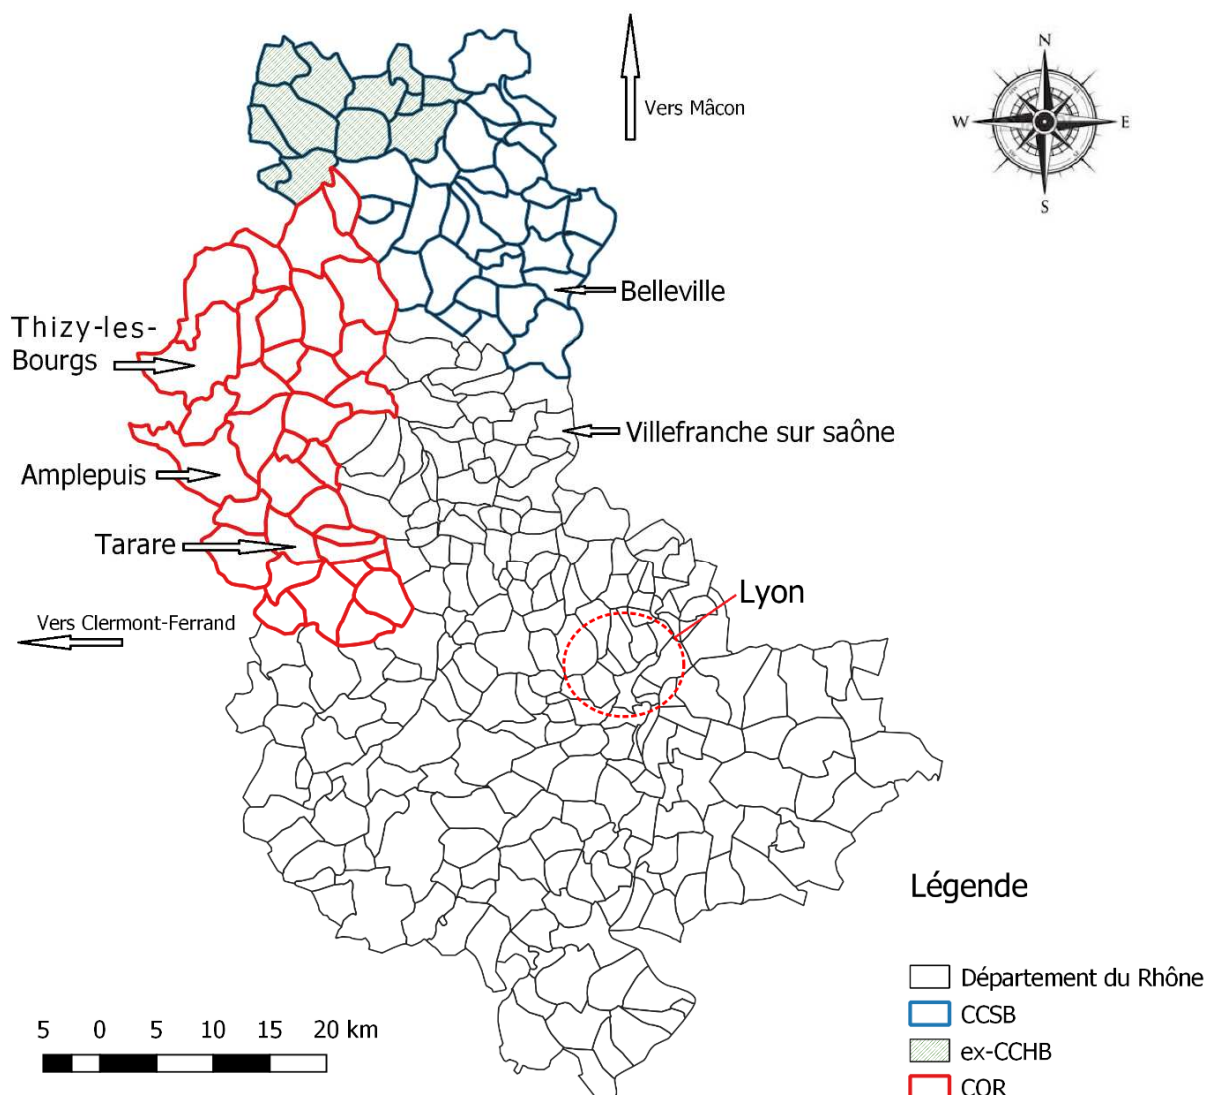 N
W
E
S
Vers Mâcon
Belleville
Thizy-les-
Bourgs
Villefranche sur saône
Amplepuis
Tarare
Lyon
Vers Clermont-Ferrand
Légende
Département du Rhône
CCSB
ex-CCHB
COR
5 0 5 10 15 20 km